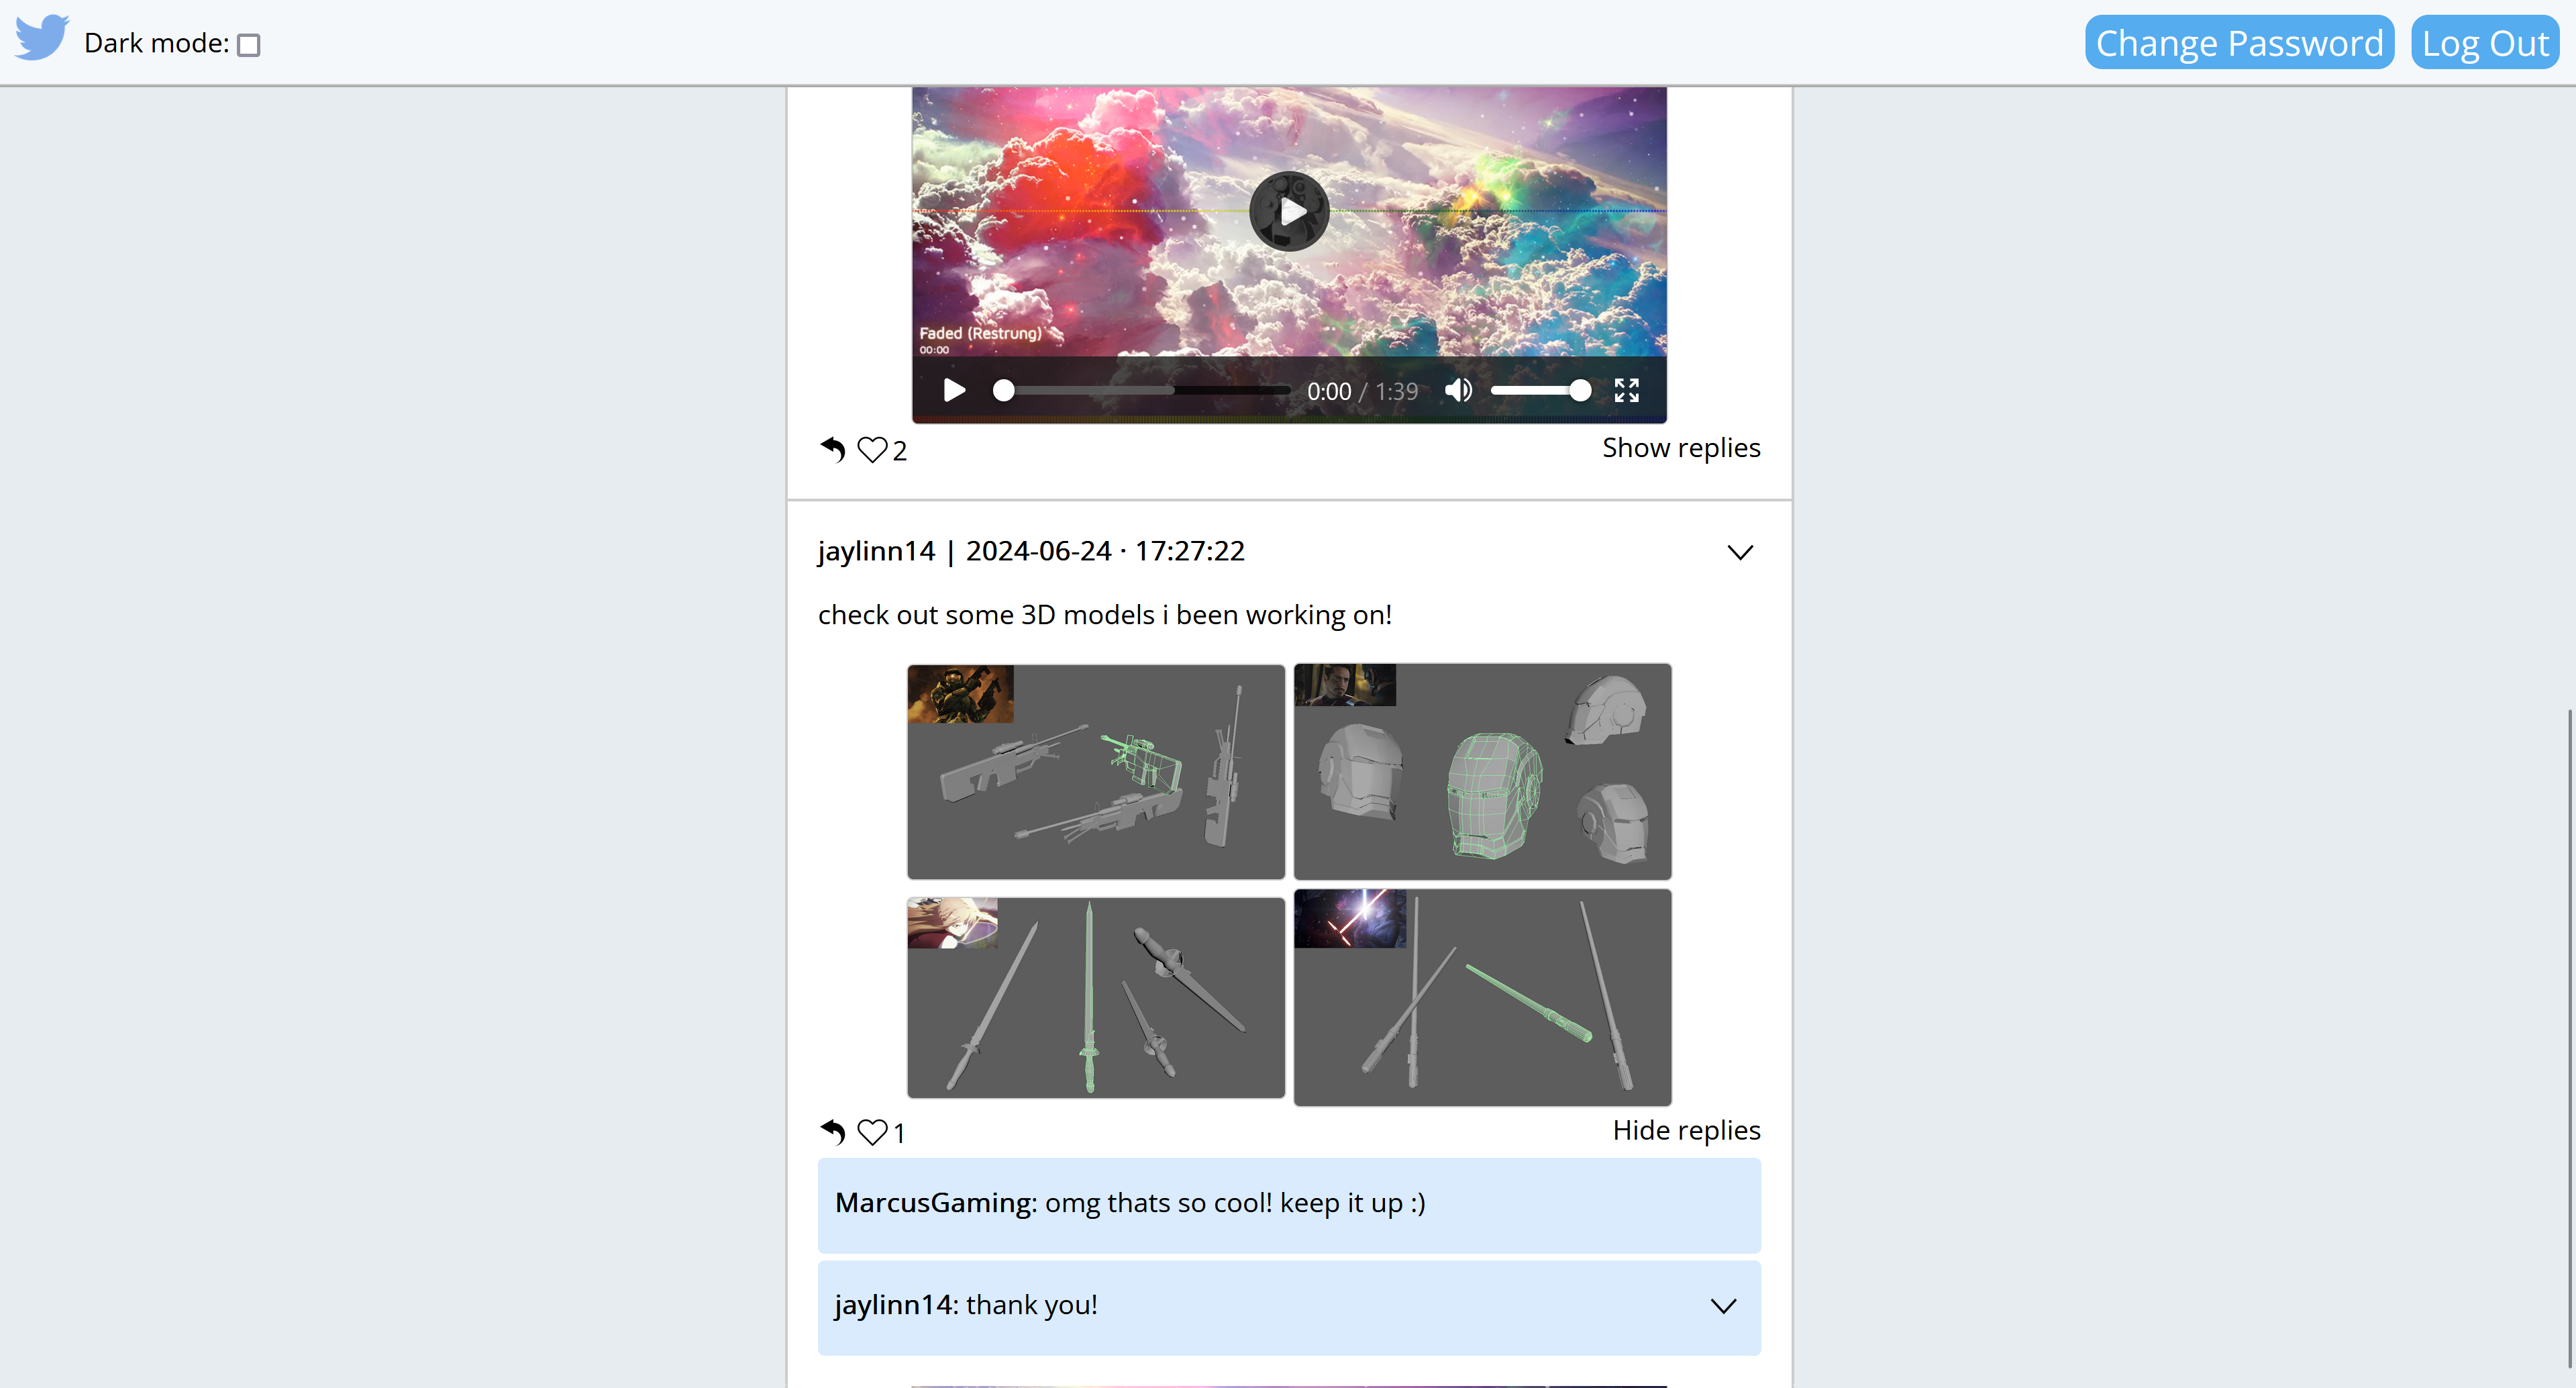 Dark mode:
Change Password
Log Out
Faded (Restrung)
00:00
0:00 / 1:39
2
Show replies
jaylinn14 | 2024-06-24 · 17:27:22
check out some 3D models i been working on!
1
Hide replies
MarcusGaming: omg thats so cool! keep it up :)
jaylinn14: thank you!